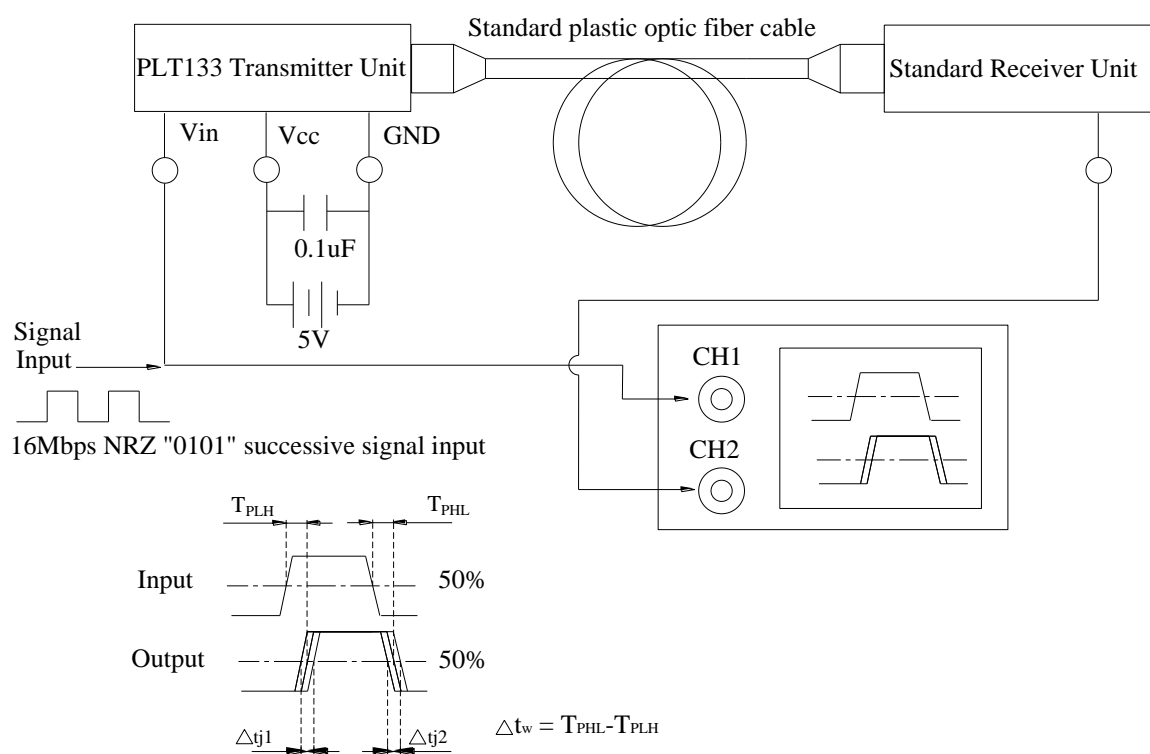 Standard plastic optic fiber cable
PLT133 Transmitter Unit
Standard Receiver Unit
Vin
Vcc
GND
0.1uF
5V
Signal
Input
16Mbps NRZ "0101" successive signal input
CH1
CH2
TPLH
TPHL
Input
50%
Output
50%
△tj1
△tj2
△tw = TPHL-TPLH